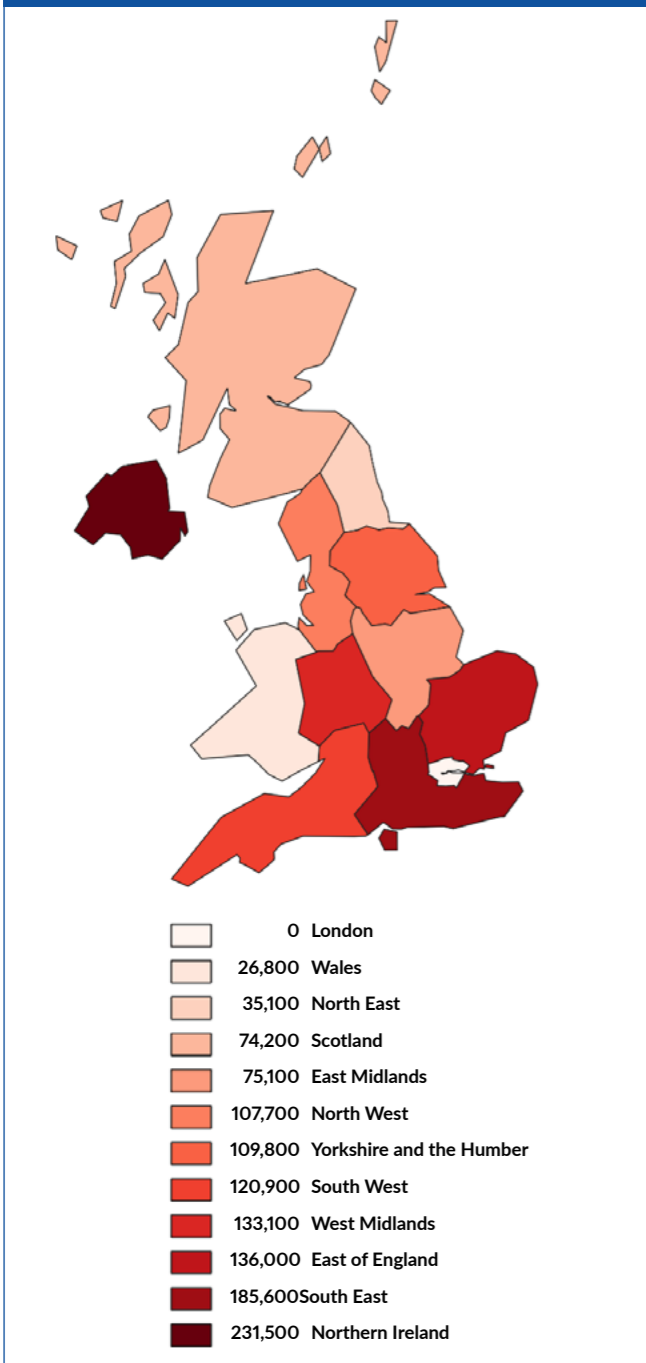 0 London
26,800 Wales
35,100 North East
74,200 Scotland
75,100 East Midlands
107,700 North West
109,800 Yorkshire and the Humber
120,900 South West
133,100 West Midlands
136,000 East of England
185,600South East
231,500 Northern Ireland